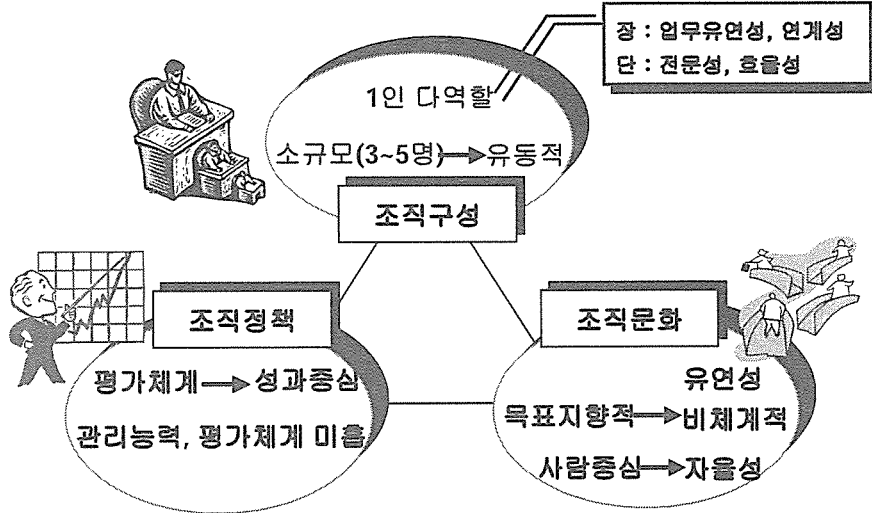 장 : 업무유연성, 연계성
단 : 전문성, 효율성
1인 다역할
소규모(3~5명) → 유동적
조직구성
조직정책
평가체계 → 성과중심
관리능력, 평가체계 미흡
조직문화
유연성
목표지향적 → 비체계적
사람중심 → 자율성